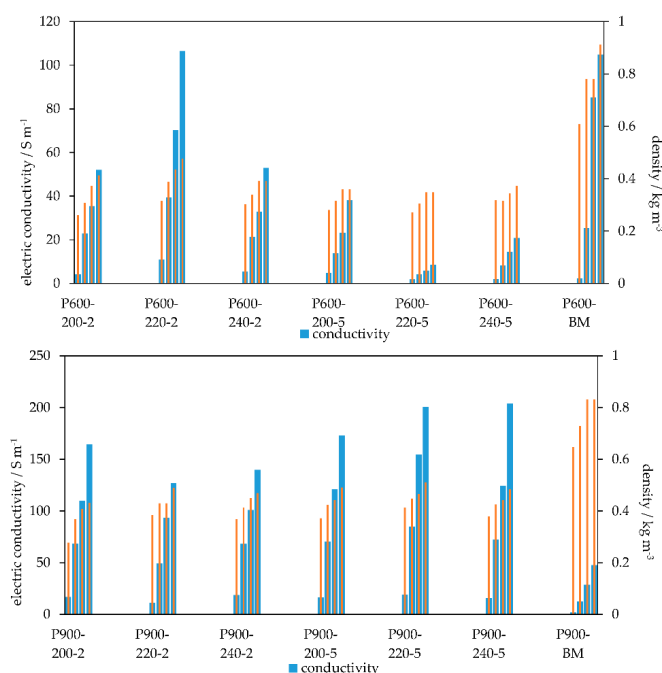 120
100
80
60
40
20
0
electric conductivity / S m⁻¹
1
0.8
0.6
0.4
0.2
0
density / kg m⁻³
P600- P600- P600- P600- P600- P600- P600-
200-2 220-2 240-2 200-5 220-5 240-5 BM
conductivity
250
200
150
100
50
0
electric conductivity / S m⁻¹
1
0.8
0.6
0.4
0.2
0
density / kg m⁻³
P900- P900- P900- P900- P900- P900- P900-
200-2 220-2 240-2 200-5 220-5 240-5 BM
conductivity